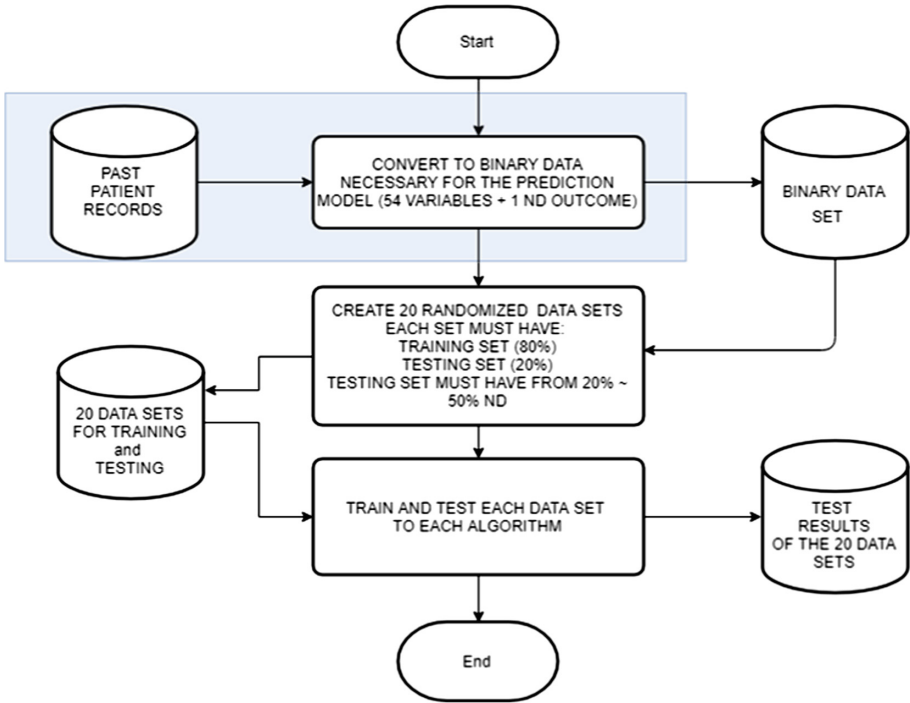 Start
PAST
PATIENT
RECORDS
CONVERT TO BINARY DATA
NECESSARY FOR THE PREDICTION
MODEL (54 VARIABLES + 1 ND OUTCOME)
BINARY DATA
SET
CREATE 20 RANDOMIZED DATA SETS
EACH SET MUST HAVE:
TRAINING SET (80%)
TESTING SET (20%)
TESTING SET MUST HAVE FROM 20% ~
50% ND
20 DATA SETS
FOR TRAINING
and
TESTING
TRAIN AND TEST EACH DATA SET
TO EACH ALGORITHM
TEST
RESULTS
OF THE 20 DATA
SETS
End